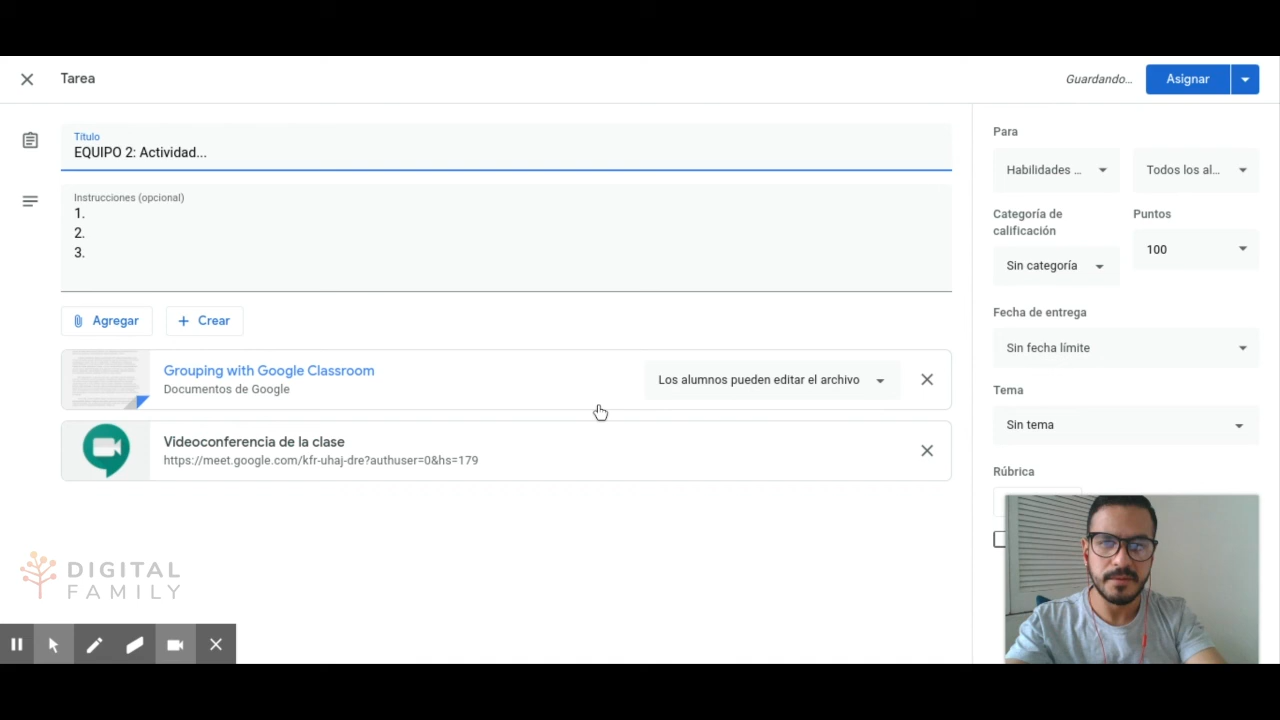 Tarea
Guardando...
Asignar
Título
EQUIPO 2: Actividad...
Instrucciones (opcional)
1.
2.
3.
Agregar
Crear
Grouping with Google Classroom
Documentos de Google
Los alumnos pueden editar el archivo
Videoconferencia de la clase
https://meet.google.com/kfr-uhaj-dre?authuser=0&hs=179
Para
Habilidades ...
Todos los al...
Categoría de
calificación
Puntos
Sin categoría
100
Fecha de entrega
Sin fecha límite
Tema
Sin tema
Rúbrica
DIGITAL
FAMILY